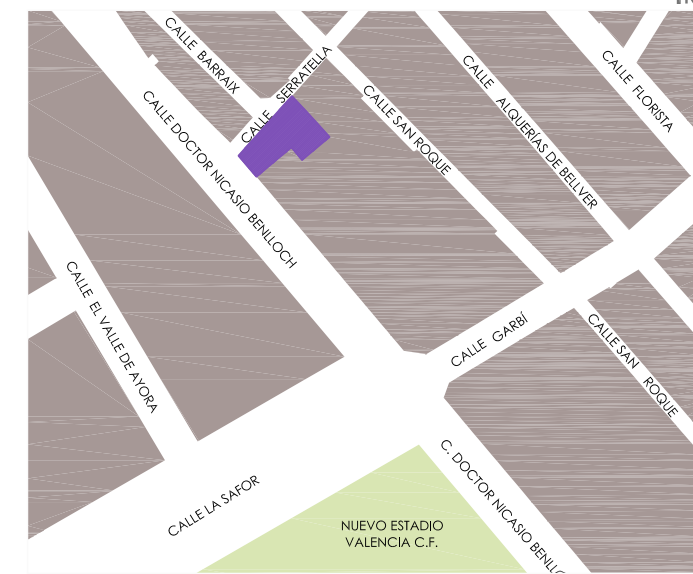 CALLE BARRAIX
CALLE SERRATELLA
CALLE FLORISTA
CALLE ALQUERÍAS DE BELLVER
CALLE SAN ROQUE
CALLE DOCTOR NICASIO BENLLOCH
CALLE EL VALLE DE AYORA
CALLE GARBÍ
CALLE SAN ROQUE
CALLE LA SAFOR
C. DOCTOR NICASIO BENLLO
NUEVO ESTADIO
VALENCIA C.F.